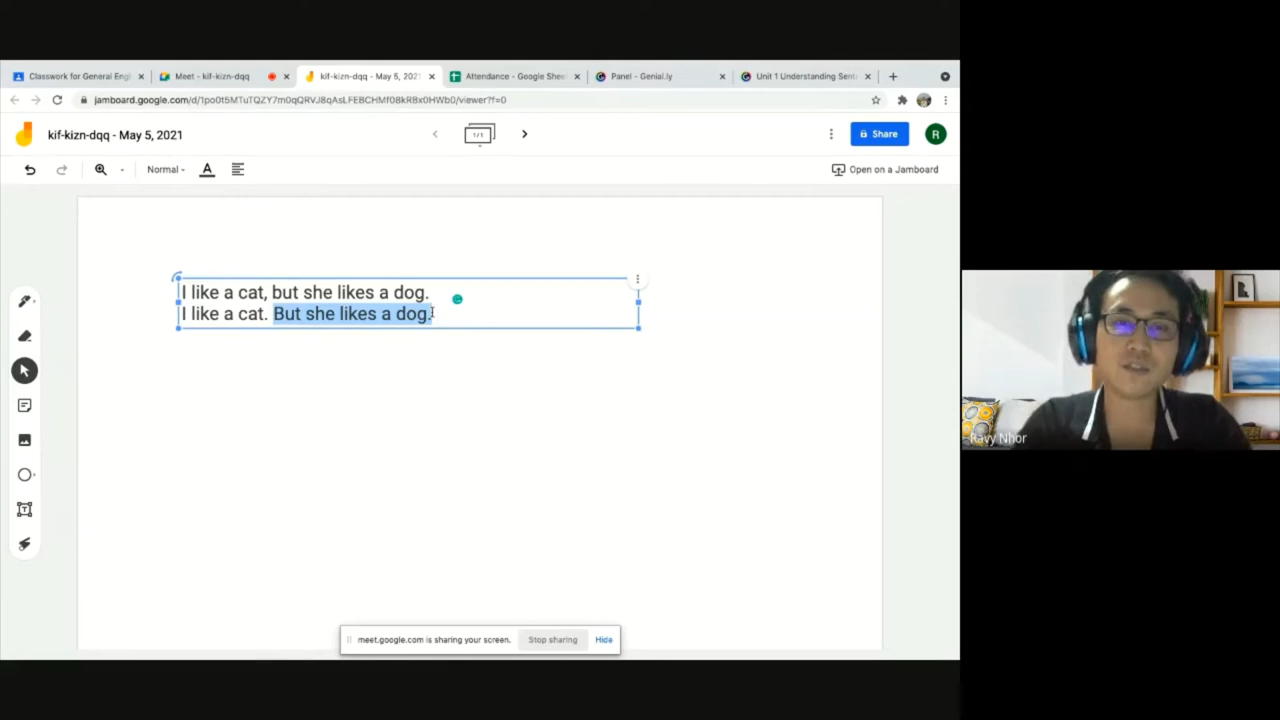 Classwork for General Engl
Meet - kif-kizn-dqq
kif-kizn-dqq - May 5, 2021
Attendance - Google Shee
Panel - Genial.ly
Unit 1 Understanding Sent
jamboard.google.com/d/1po0t5MTuTQZY7m0qQRVJ8qAsLFEBCHMf08kRBx0HWb0/viewer?f=0
kif-kizn-dqq - May 5, 2021
1/1
Share
R
Normal
A
Open on a Jamboard
I like a cat, but she likes a dog.
I like a cat. But she likes a dog.
Ravy Nhor
meet.google.com is sharing your screen.
Stop sharing
Hide